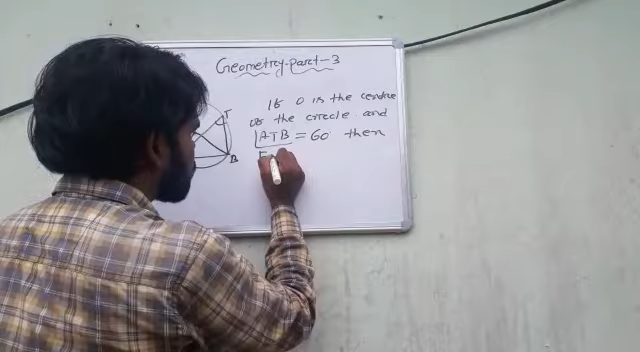 Geometry-part-3
If O is the centre
of the circle and
∠ATB = 60 then
F
T
B